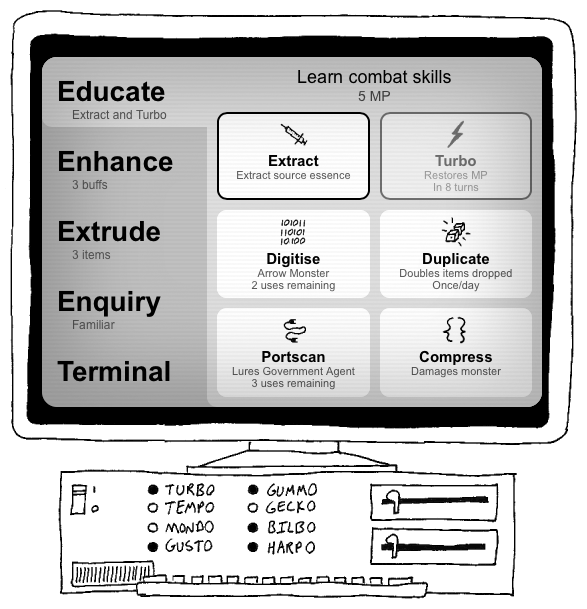 Educate
Extract and Turbo
Enhance
3 buffs
Extrude
3 items
Enquiry
Familiar
Terminal
Learn combat skills
5 MP
Extract
Extract source essence
Turbo
Restores MP
In 8 turns
101011
110101
10100
Digitise
Arrow Monster
2 uses remaining
Duplicate
Doubles items dropped
Once/day
Portscan
Lures Government Agent
3 uses remaining
{}
Compress
Damages monster
1
0
TURBO
TEMPO
MONDO
GUSTO
GUMMO
GECKO
BILBO
HARPO